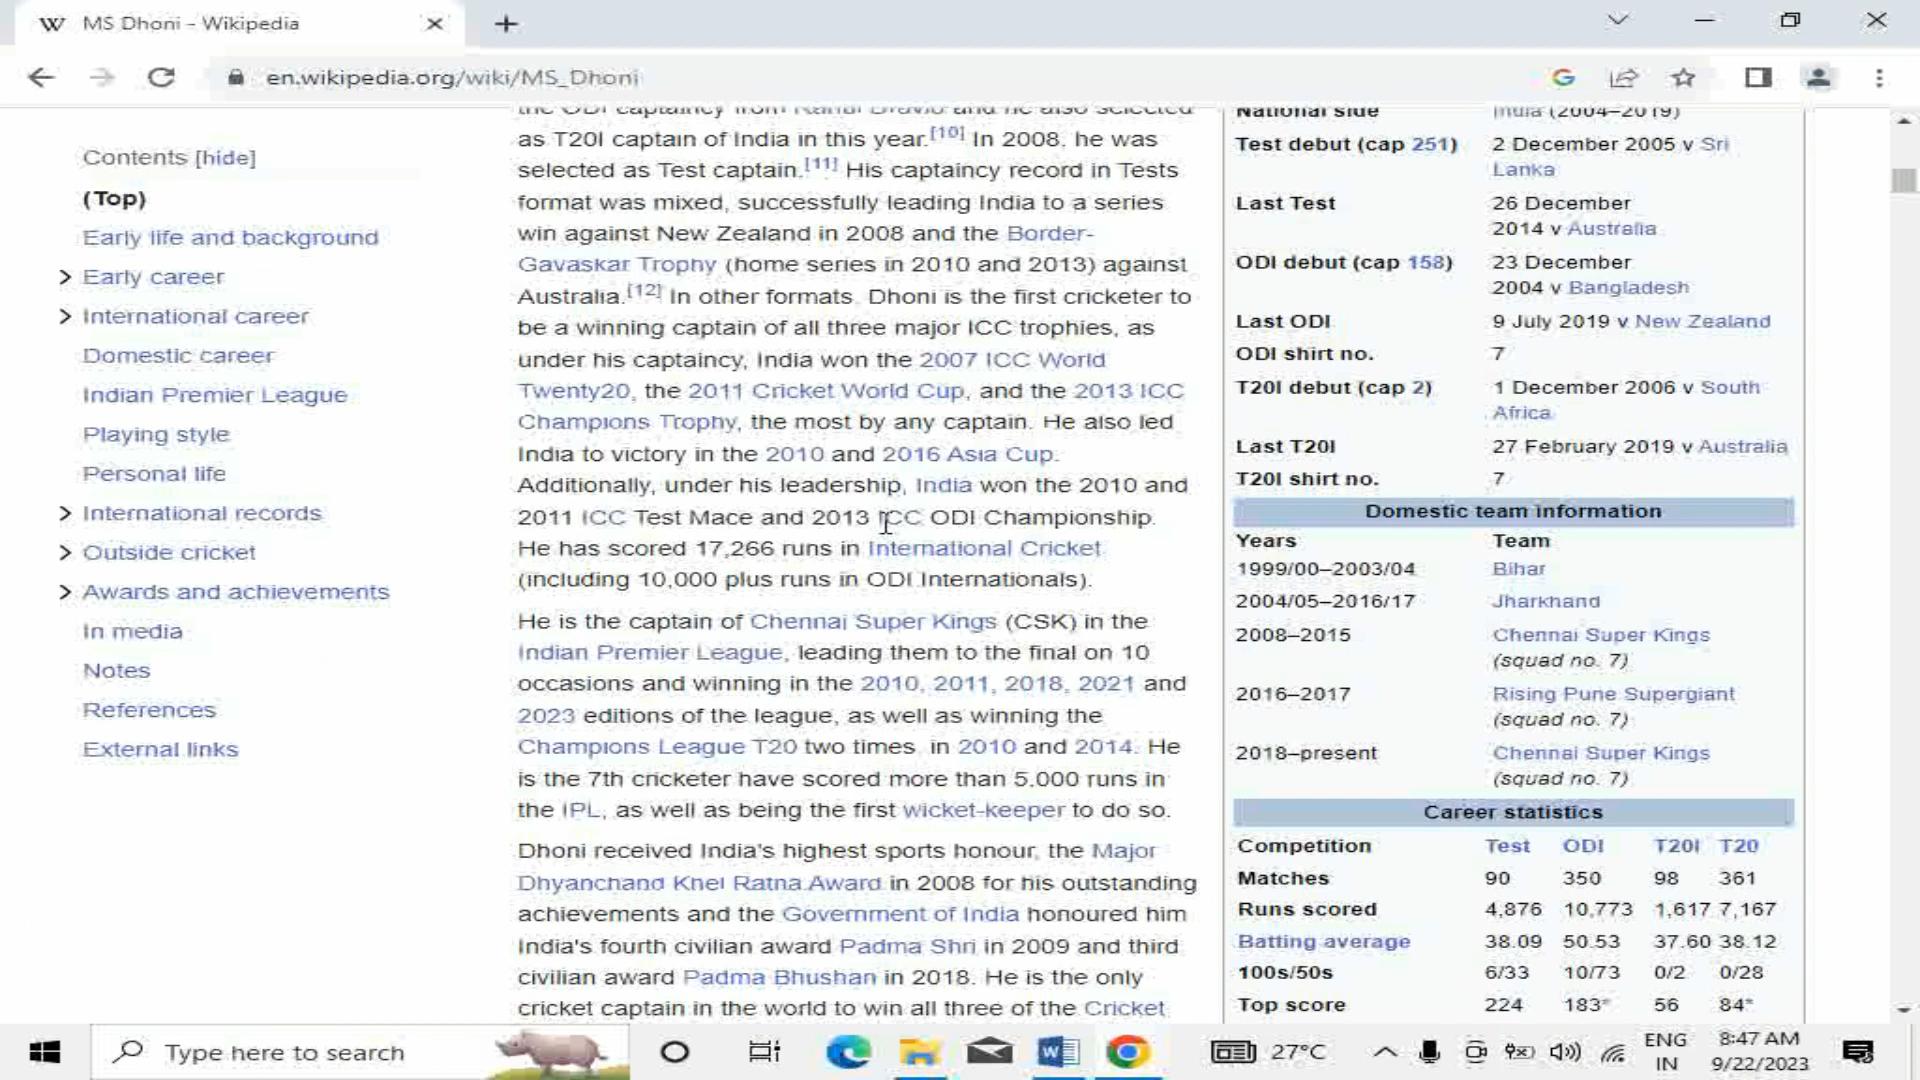 MS Dhoni - Wikipedia
en.wikipedia.org/wiki/MS_Dhoni
Contents [hide]
(Top)
Early life and background
Early career
International career
Domestic career
Indian Premier League
Playing style
Personal life
International records
Outside cricket
Awards and achievements
In media
Notes
References
External links
the ODI captaincy from Rahul Dravid and he also selected
as T20I captain of India in this year.[10] In 2008, he was
selected as Test captain.[11] His captaincy record in Tests
format was mixed, successfully leading India to a series
win against New Zealand in 2008 and the Border-
Gavaskar Trophy (home series in 2010 and 2013) against
Australia.[12] In other formats, Dhoni is the first cricketer to
be a winning captain of all three major ICC trophies, as
under his captaincy, India won the 2007 ICC World
Twenty20, the 2011 Cricket World Cup, and the 2013 ICC
Champions Trophy, the most by any captain. He also led
India to victory in the 2010 and 2016 Asia Cup.
Additionally, under his leadership, India won the 2010 and
2011 ICC Test Mace and 2013 ICC ODI Championship.
He has scored 17,266 runs in International Cricket
(including 10,000 plus runs in ODI Internationals).
He is the captain of Chennai Super Kings (CSK) in the
Indian Premier League, leading them to the final on 10
occasions and winning in the 2010, 2011, 2018, 2021 and
2023 editions of the league, as well as winning the
Champions League T20 two times, in 2010 and 2014. He
is the 7th cricketer have scored more than 5,000 runs in
the IPL, as well as being the first wicket-keeper to do so.
Dhoni received India's highest sports honour, the Major
Dhyanchand Khel Ratna Award in 2008 for his outstanding
achievements and the Government of India honoured him
India's fourth civilian award Padma Shri in 2009 and third
civilian award Padma Bhushan in 2018. He is the only
cricket captain in the world to win all three of the Cricket
National side India (2004–2019)
Test debut (cap 251) 2 December 2005 v Sri
Lanka
Last Test 26 December
2014 v Australia
ODI debut (cap 158) 23 December
2004 v Bangladesh
Last ODI 9 July 2019 v New Zealand
ODI shirt no. 7
T20I debut (cap 2) 1 December 2006 v South
Africa
Last T20I 27 February 2019 v Australia
T20I shirt no. 7
Domestic team information
Years Team
1999/00–2003/04 Bihar
2004/05–2016/17 Jharkhand
2008–2015 Chennai Super Kings
(squad no. 7)
2016–2017 Rising Pune Supergiant
(squad no. 7)
2018–present Chennai Super Kings
(squad no. 7)
Career statistics
Competition Test ODI T20I T20
Matches 90 350 98 361
Runs scored 4,876 10,773 1,617 7,167
Batting average 38.09 50.53 37.60 38.12
100s/50s 6/33 10/73 0/2 0/28
Top score 224 183* 56 84*
Type here to search
27°C
ENG
IN
8:47 AM
9/22/2023